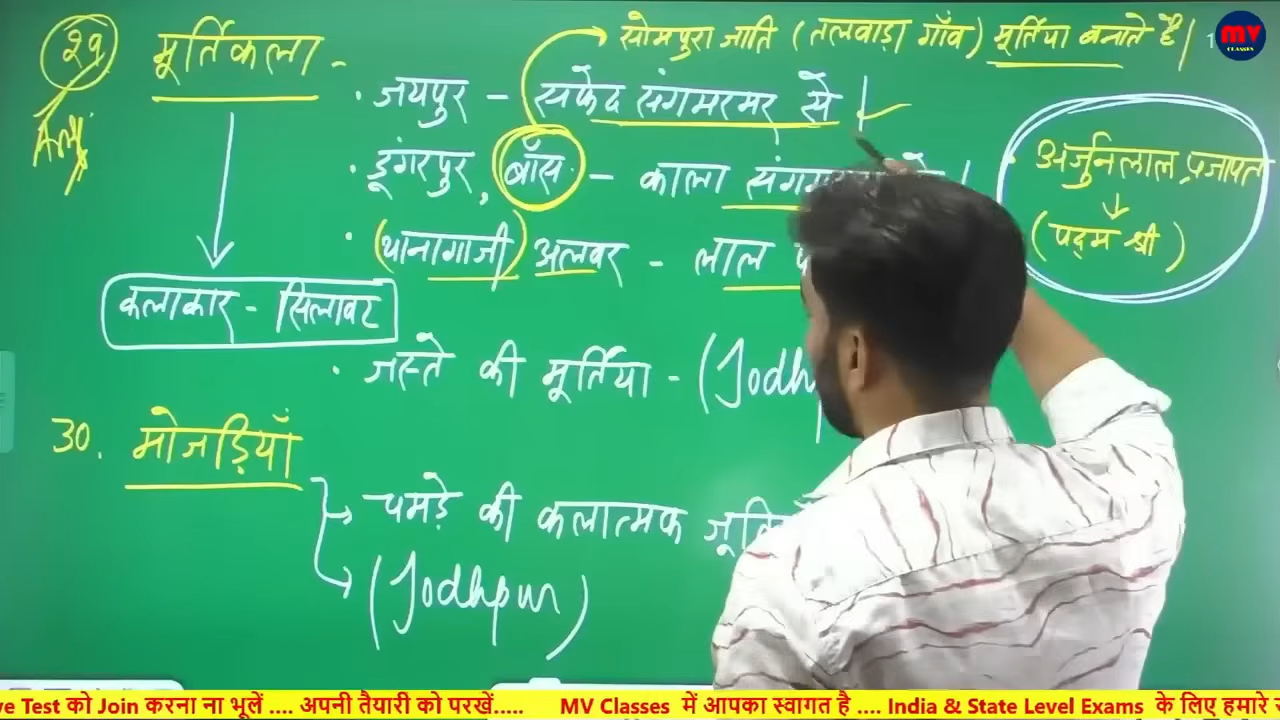 सोमपुरा जाति (तलवाड़ा गाँव) मूर्तिया बनाते है|
mv
CLASSES
29 मूर्तिकला -
Imp
• जयपुर - सफेद संगमरमर से |
• डूंगरपुर, बाँस - काला
• (थानागाजी) अलवर - लाल
अर्जुनलाल प्रजापत
(पद्म श्री)
कलाकार - सिलावट
• जस्ते की मूर्तिया -
30. मोजड़ियाँ
चमड़े की कलात्मक
(Jodhpur)
Test को Join करना ना भूलें .... अपनी तैयारी को परखें..... MV Classes में आपका स्वागत है .... India & State Level Exams के लिए हमारे